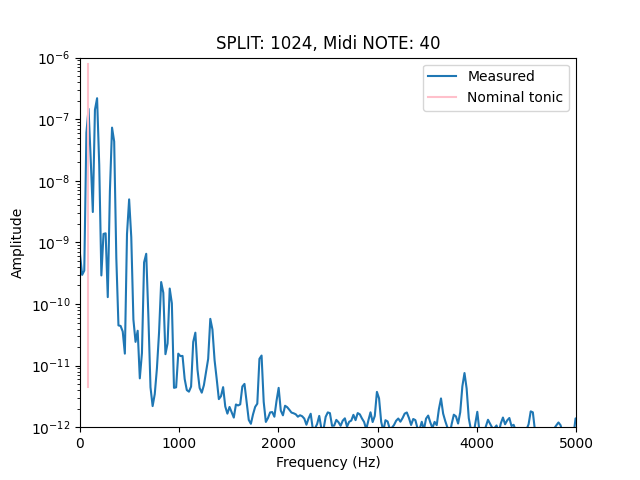 SPLIT: 1024, Midi NOTE: 40
Measured
Nominal tonic
Amplitude
10⁻⁶
10⁻⁷
10⁻⁸
10⁻⁹
10⁻¹⁰
10⁻¹¹
10⁻¹²
0 1000 2000 3000 4000 5000
Frequency (Hz)